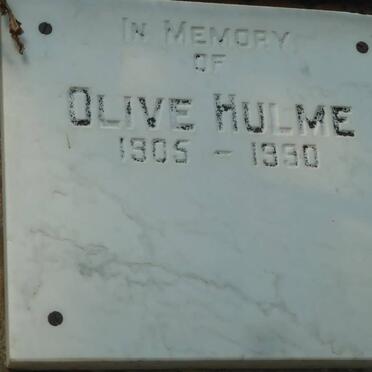 IN MEMORY
OF
OLIVE HULME
1905 - 1990